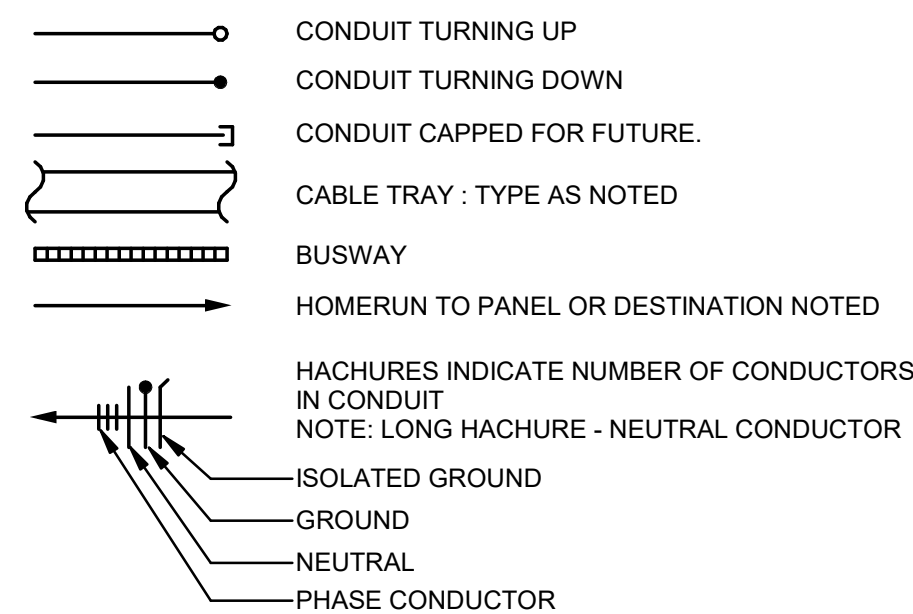 CONDUIT TURNING UP
CONDUIT TURNING DOWN
CONDUIT CAPPED FOR FUTURE.
CABLE TRAY : TYPE AS NOTED
BUSWAY
HOMERUN TO PANEL OR DESTINATION NOTED
HACHURES INDICATE NUMBER OF CONDUCTORS
IN CONDUIT
NOTE: LONG HACHURE - NEUTRAL CONDUCTOR
ISOLATED GROUND
GROUND
NEUTRAL
PHASE CONDUCTOR